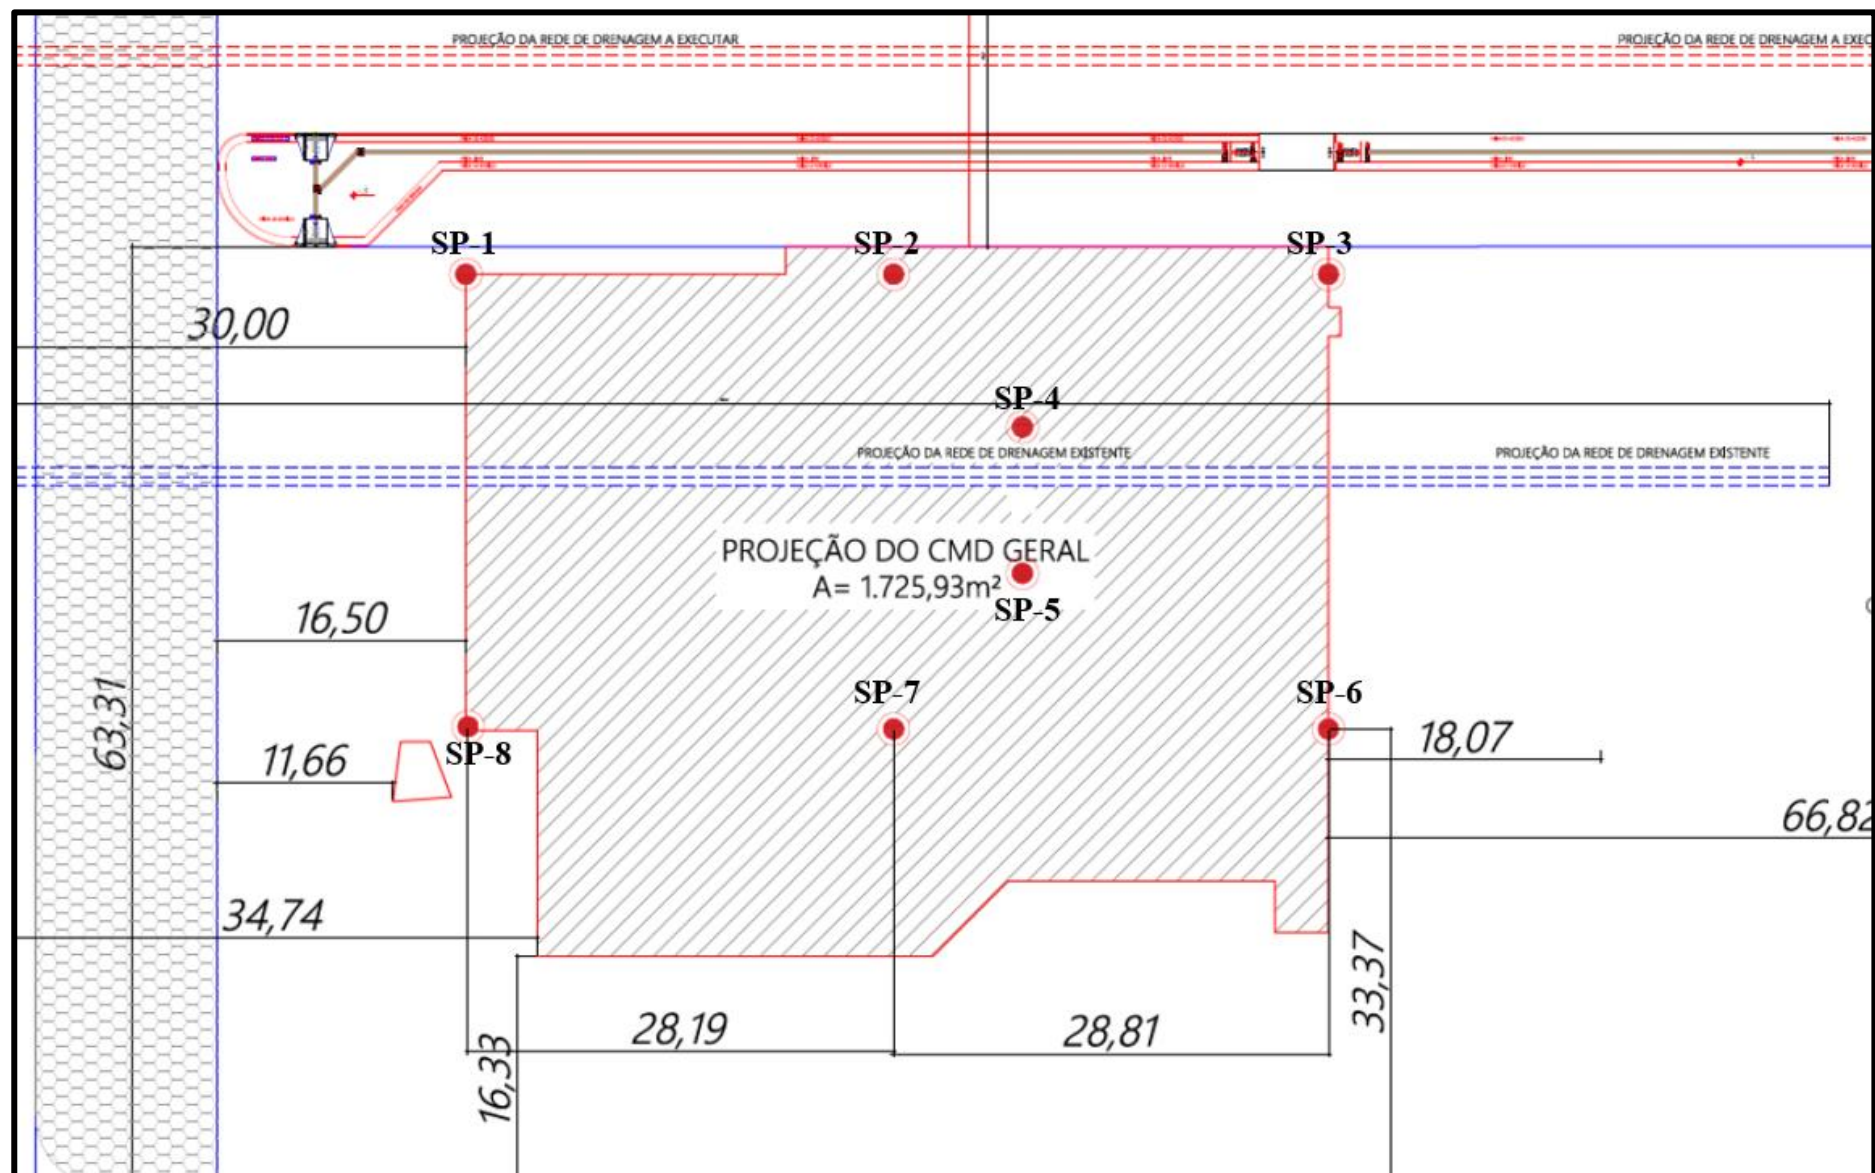 PROJEÇÃO DA REDE DE DRENAGEM A EXECUTAR
PROJEÇÃO DA REDE DE DRENAGEM A EXEC
SP-1
SP-2
SP-3
30,00
SP-4
PROJEÇÃO DA REDE DE DRENAGEM EXISTENTE
PROJEÇÃO DA REDE DE DRENAGEM EXISTENTE
PROJEÇÃO DO CMD GERAL
A= 1.725,93m²
SP-5
16,50
63,31
SP-7
SP-6
SP-8
18,07
11,66
66,82
34,74
33,37
28,19
28,81
16,33